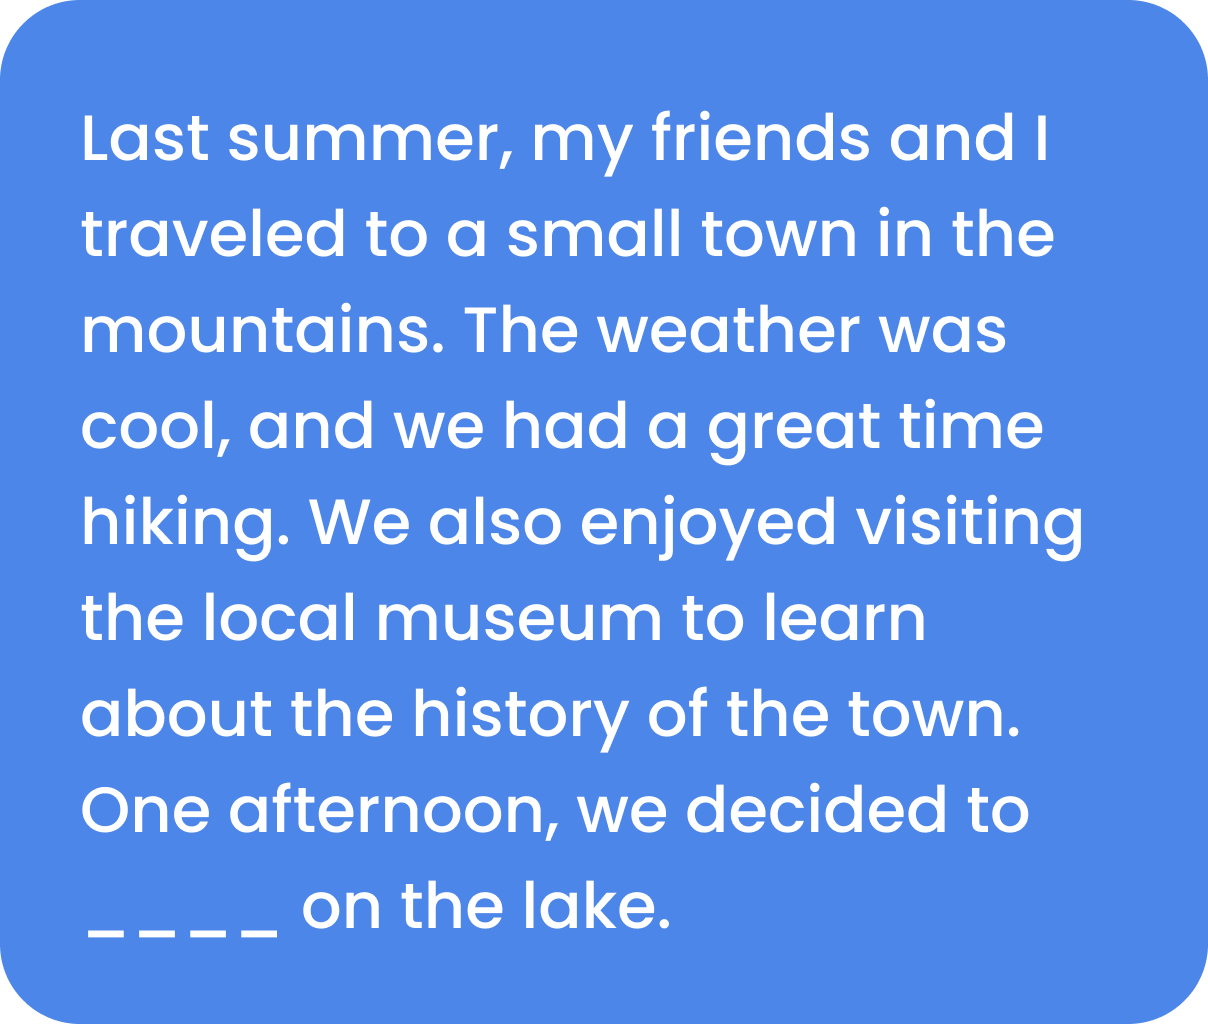 Last summer, my friends and I
traveled to a small town in the
mountains. The weather was
cool, and we had a great time
hiking. We also enjoyed visiting
the local museum to learn
about the history of the town.
One afternoon, we decided to
_ _ _ _ on the lake.